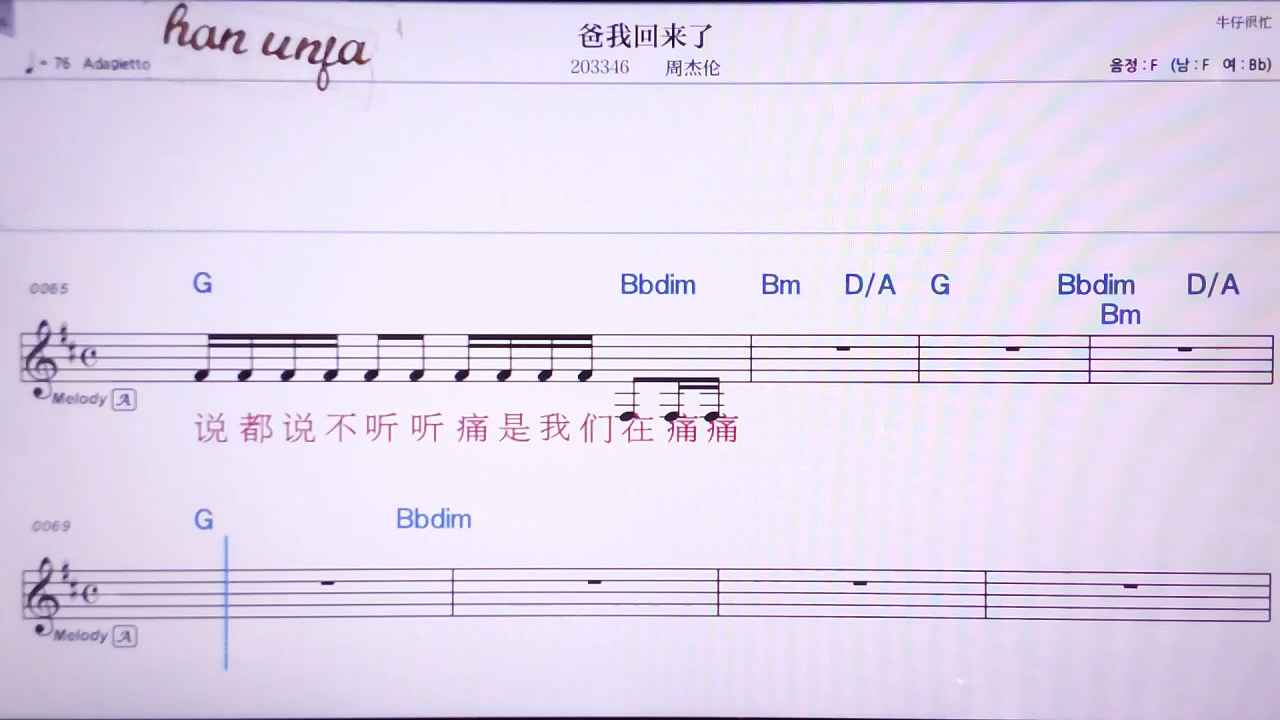 han unfa
爸我回来了
牛仔很忙
♩= 76 Adagietto
203346 周杰伦
음정 : F (남 : F 여 : Bb)
0065
G Bbdim Bm D/A G Bbdim D/A
Bm
Melody A
说都说不听听痛是我们在痛痛
0069
G Bbdim
Melody A